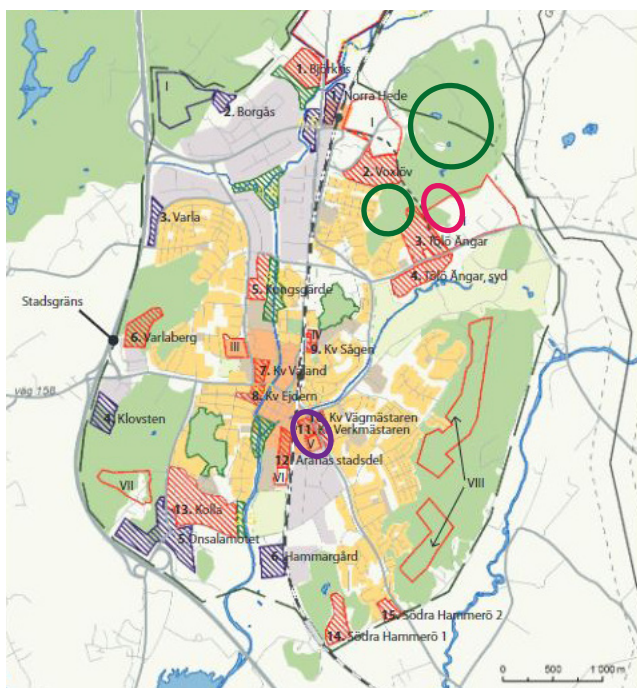 1. Björkris
I
2. Borgås
1. Norra Hede
I
2. Voxlöv
3. Varla
3. Tölö Ängar
4. Tölö Ängar, syd
5. Kongsgärde
Stadsgräns
6. Varlaberg
III
IV
9. Kv Sågen
väg 158
7. Kv Valand
8. Kv Ejdern
4. Klovsten
10. Kv Vägmästaren
11. Kv Verkmästaren
V
12 Aranäs stadsdel
VI
VII
VIII
13. Kolla
5 Onsalamotet
6. Hammargård
15. Södra Hammerö 2
14. Södra Hammerö 1
0 500 1 000 m